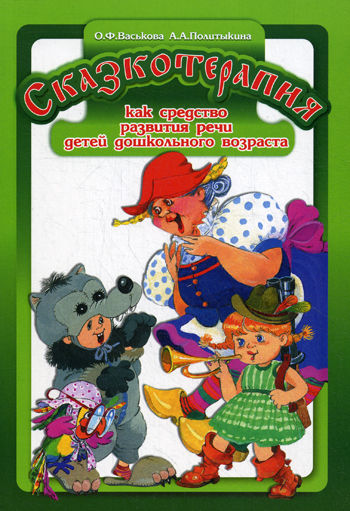 О.Ф.Васькова А.А.Политыкина
Сказкотерапия
как средство
развития речи
детей дошкольного возраста